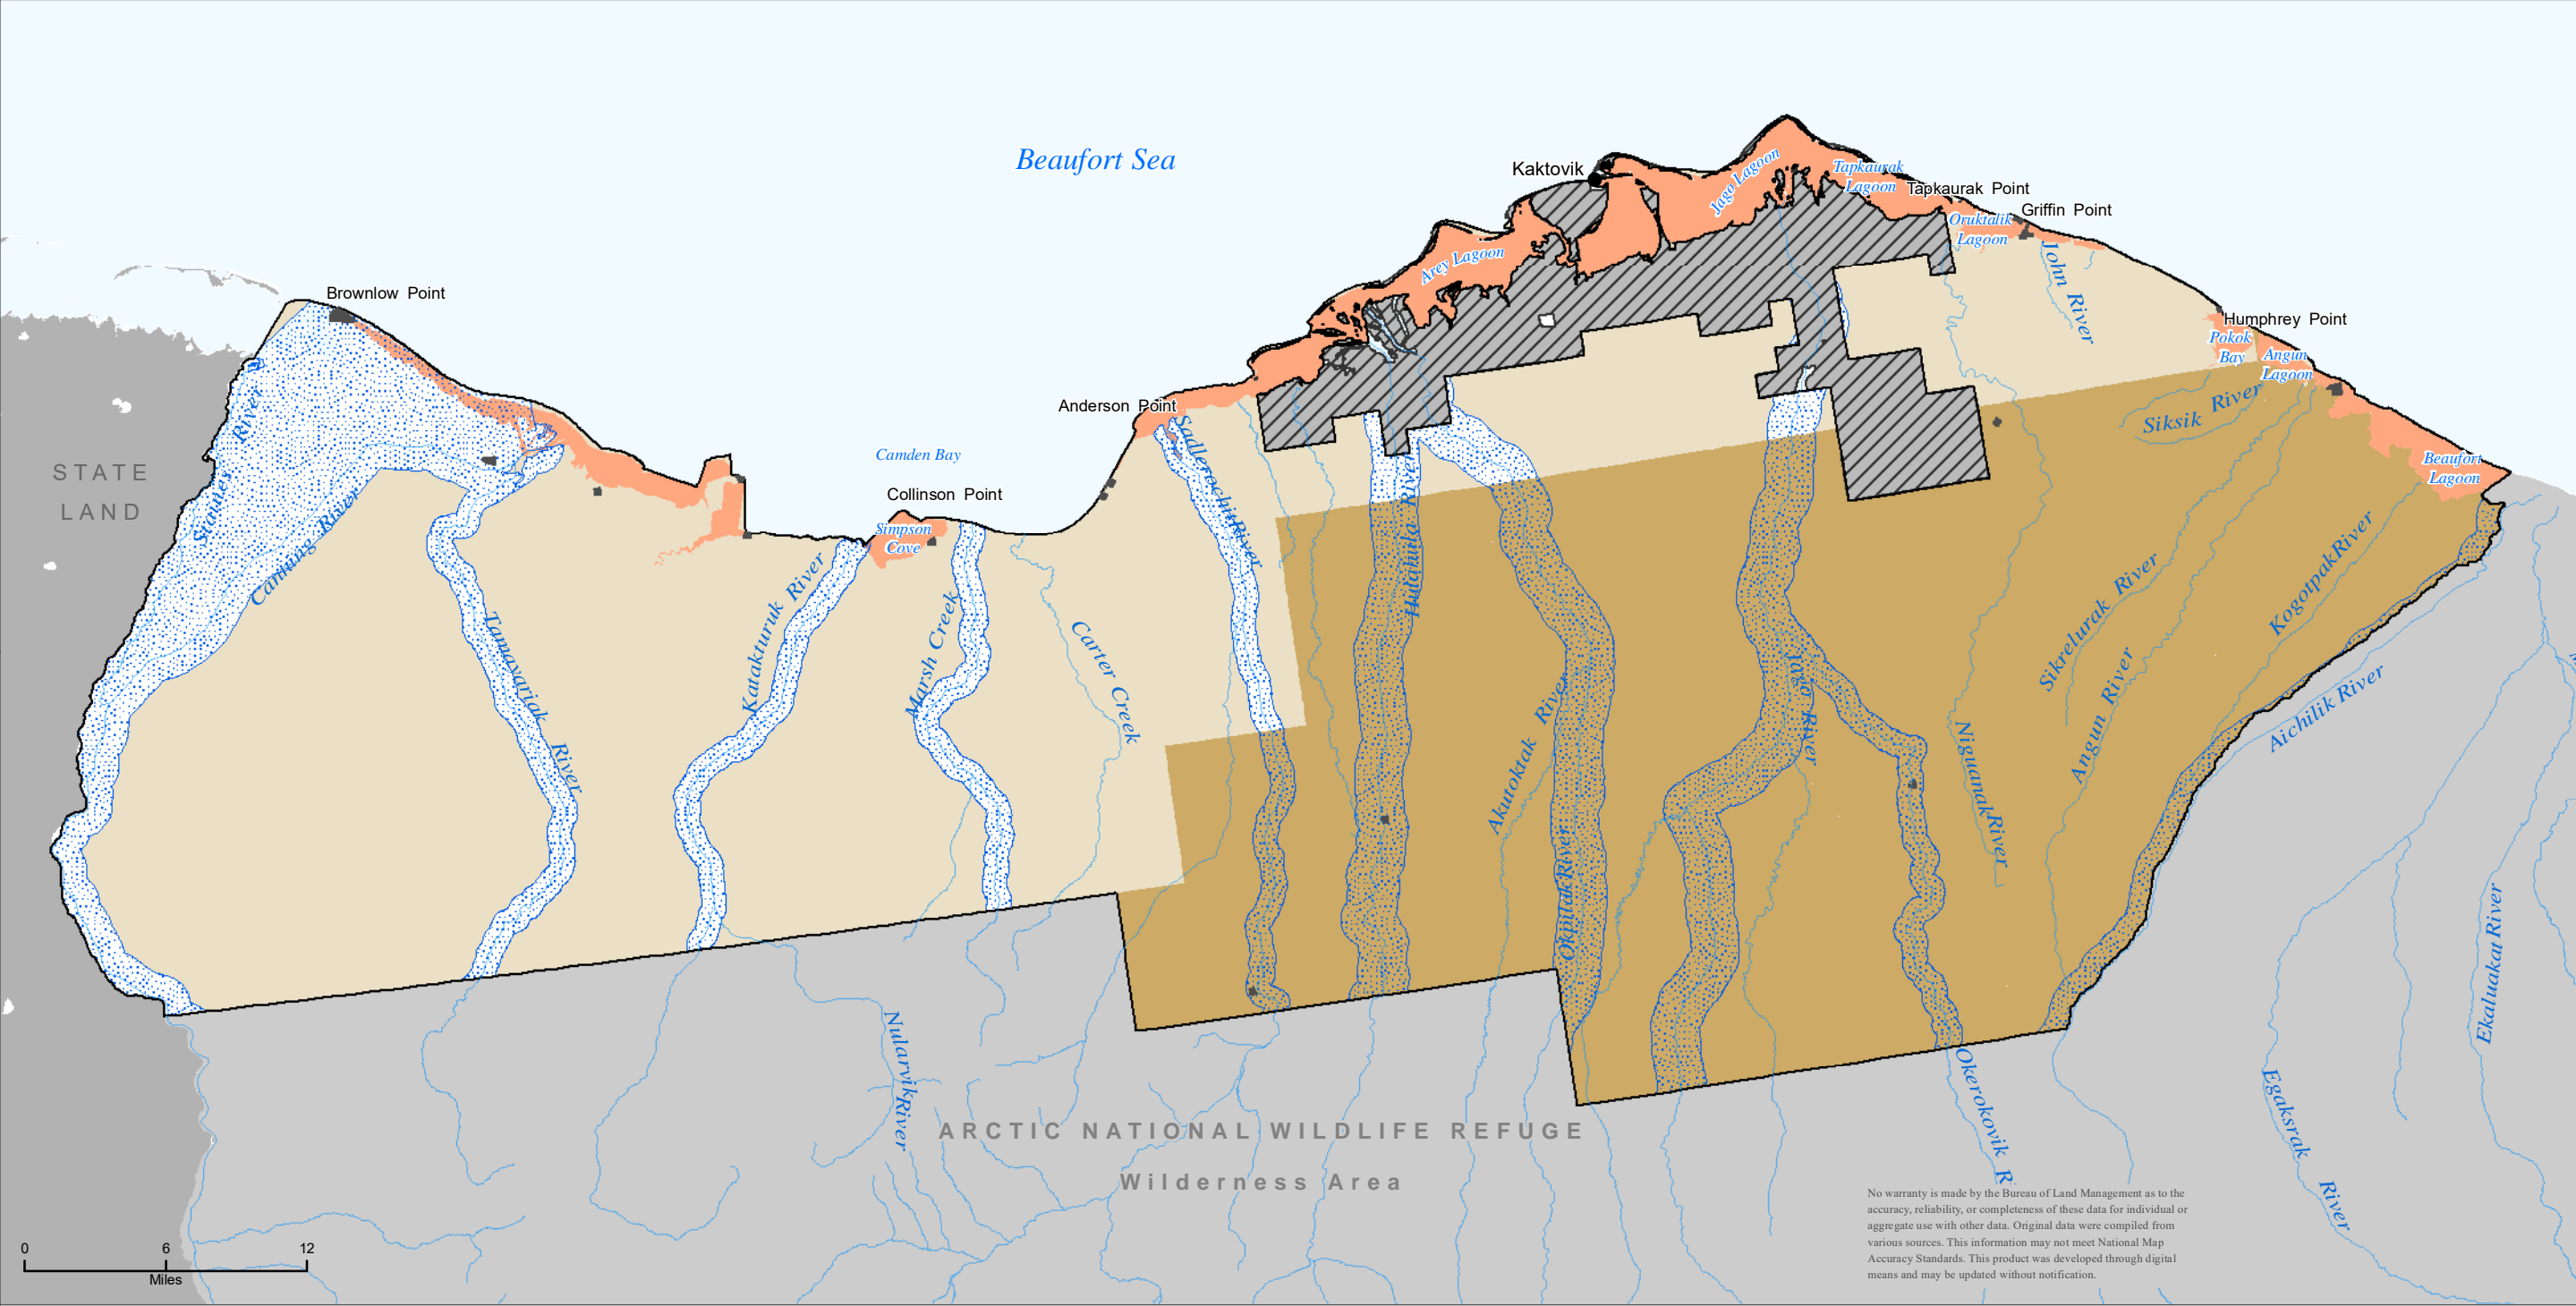 Beaufort Sea
Kaktovik
Jago Lagoon
Tapkaurak
Lagoon
Tapkaurak Point
Griffin Point
Oruktalik
Lagoon
Arey Lagoon
John River
Brownlow Point
Humphrey Point
Pokok
Bay
Angun
Lagoon
Siksik River
Anderson Point
Camden Bay
Collinson Point
Simpson
Cove
Beaufort
Lagoon
STATE
LAND
Staines River
Canning River
Tamayariak River
Katakturuk River
Marsh Creek
Carter Creek
Sadlerochit River
Hulahula River
Akutoktak River
Okpilak River
Jago River
Niguanak River
Sikrelurak River
Angun River
Kogotpak River
Aichilik River
Nularvik River
Okerokovik R
Egaksrak River
Ekaluakat River
ARCTIC NATIONAL WILDLIFE REFUGE
Wilderness Area
No warranty is made by the Bureau of Land Management as to the
accuracy, reliability, or completeness of these data for individual or
aggregate use with other data. Original data were compiled from
various sources. This information may not meet National Map
Accuracy Standards. This product was developed through digital
means and may be updated without notification.
0 6 12
Miles